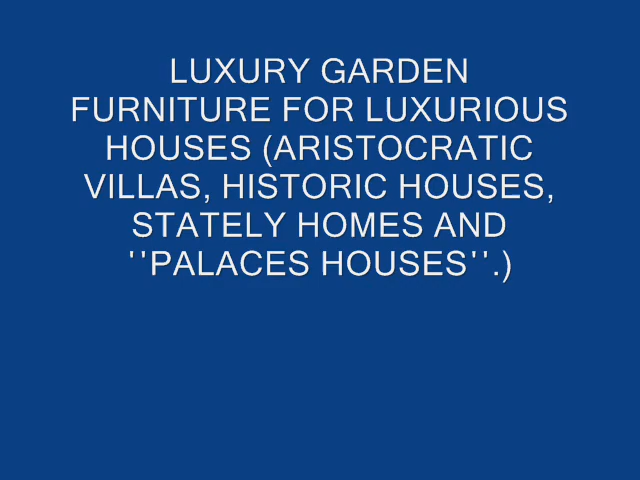 LUXURY GARDEN
FURNITURE FOR LUXURIOUS
HOUSES (ARISTOCRATIC
VILLAS, HISTORIC HOUSES,
STATELY HOMES AND
''PALACES HOUSES''.)